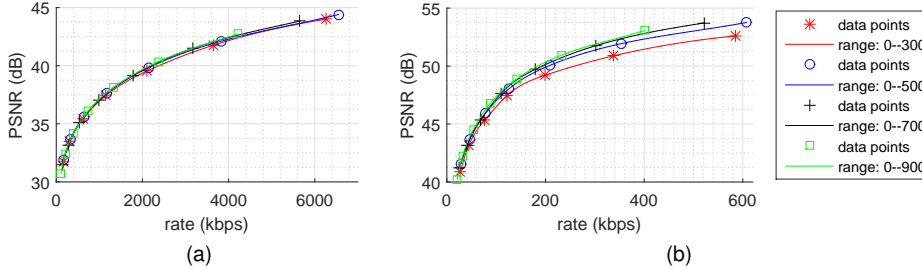 45
40
35
30
PSNR (dB)
0 2000 4000 6000
rate (kbps)
(a)
55
50
45
40
PSNR (dB)
0 200 400 600
rate (kbps)
(b)
data points
range: 0--300
data points
range: 0--500
data points
range: 0--700
data points
range: 0--900